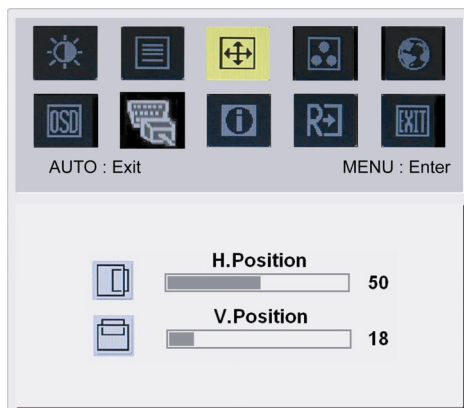 OSD R EXIT
AUTO : Exit MENU : Enter
H.Position
50
V.Position
18